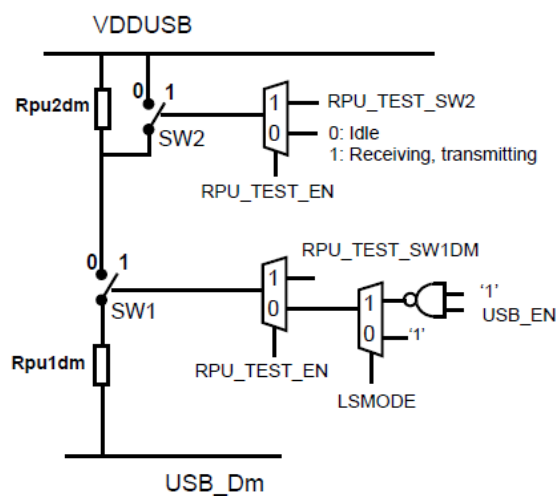 VDDUSB
Rpu2dm
0
1
SW2
1
0
RPU_TEST_SW2
0: Idle
1: Receiving, transmitting
RPU_TEST_EN
RPU_TEST_SW1DM
0
1
SW1
1
0
1
0
'1'
USB_EN
'1'
Rpu1dm
RPU_TEST_EN
LSMODE
USB_Dm